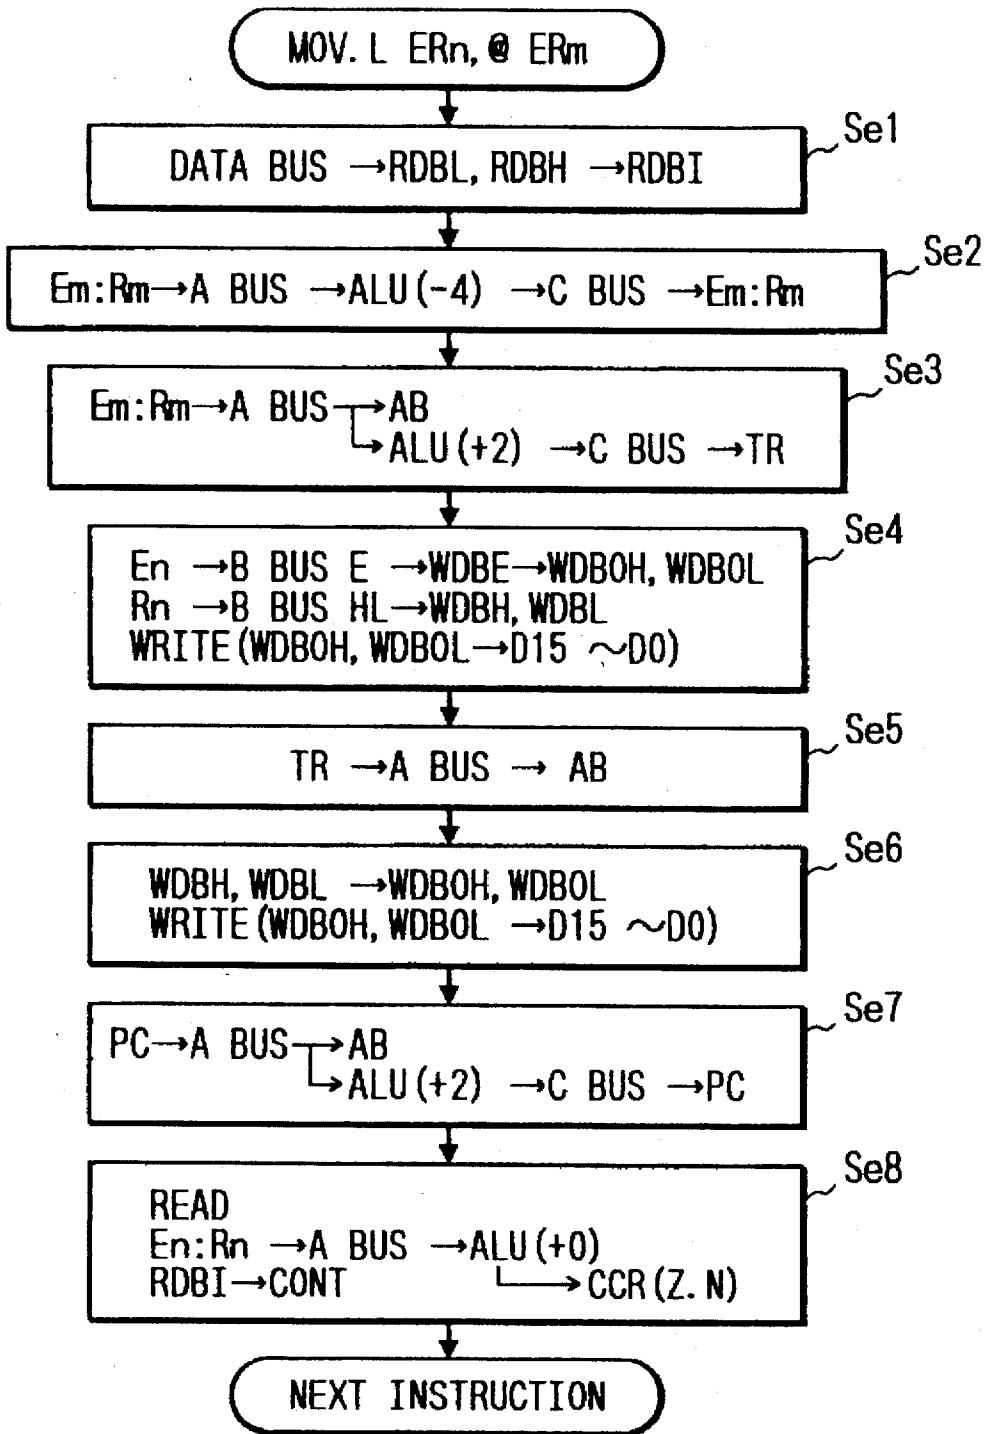 MOV. L ERn, @ ERm
Se1
DATA BUS →RDBL, RDBH →RDBI
Se2
Em:Rm→A BUS →ALU(-4) →C BUS →Em:Rm
Se3
Em:Rm→A BUS→AB
→ALU(+2) →C BUS →TR
Se4
En →B BUS E →WDBE→WDBOH, WDBOL
Rn →B BUS HL→WDBH, WDBL
WRITE(WDBOH, WDBOL→D15 ~D0)
Se5
TR →A BUS → AB
Se6
WDBH, WDBL →WDBOH, WDBOL
WRITE(WDBOH, WDBOL →D15 ~D0)
Se7
PC→A BUS→AB
→ALU(+2) →C BUS →PC
Se8
READ
En:Rn →A BUS →ALU(+0)
RDBI→CONT → CCR(Z. N)
NEXT INSTRUCTION